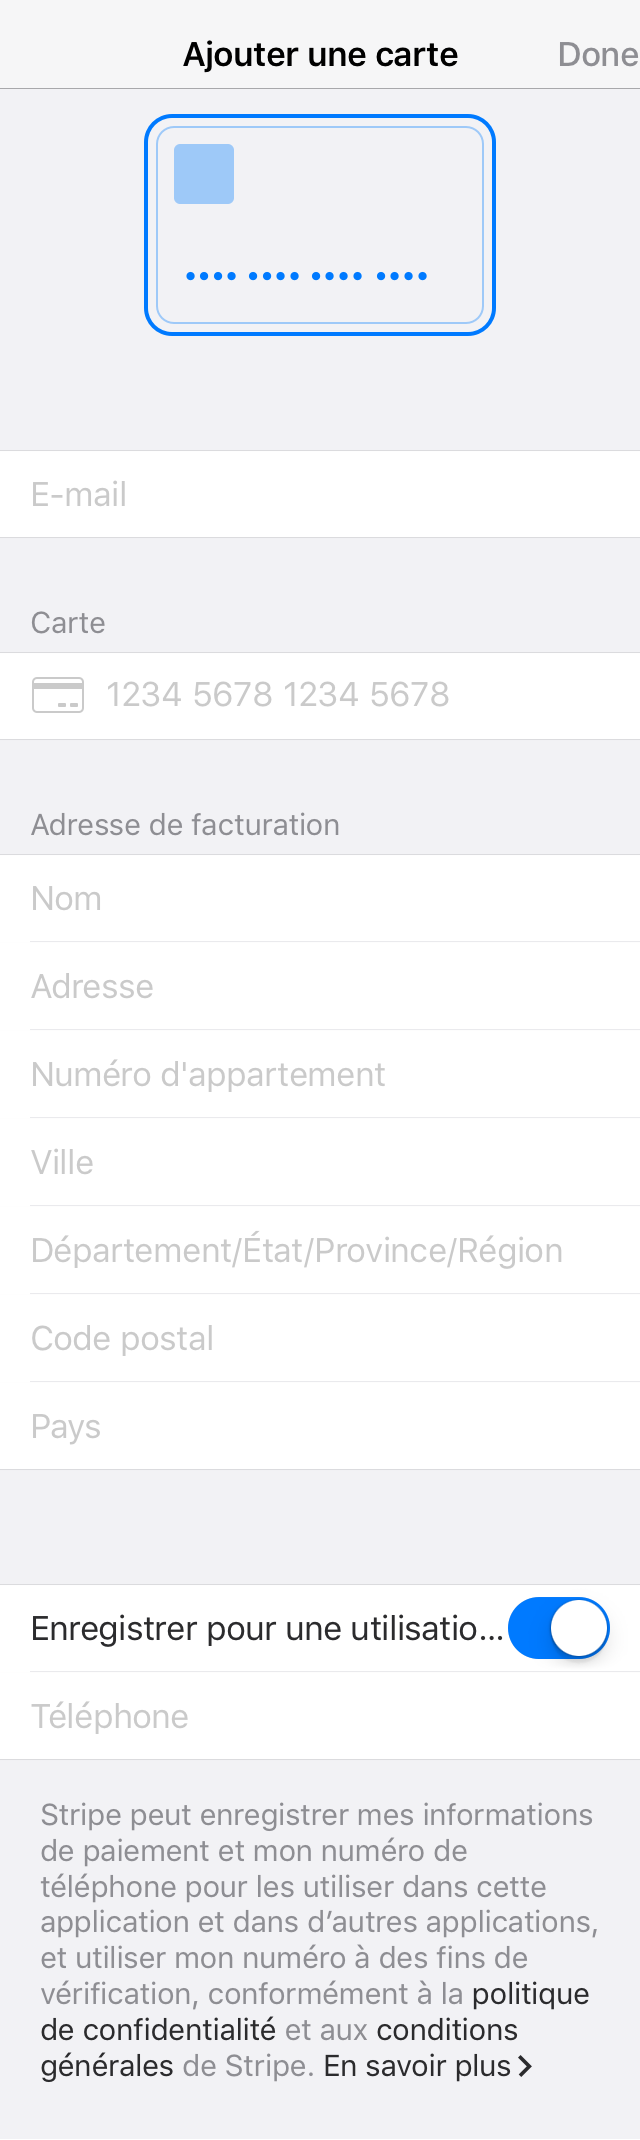 Ajouter une carte
Done
•••• •••• •••• ••••
E-mail
Carte
1234 5678 1234 5678
Adresse de facturation
Nom
Adresse
Numéro d'appartement
Ville
Département/État/Province/Région
Code postal
Pays
Enregistrer pour une utilisatio...
Téléphone
Stripe peut enregistrer mes informations
de paiement et mon numéro de
téléphone pour les utiliser dans cette
application et dans d’autres applications,
et utiliser mon numéro à des fins de
vérification, conformément à la politique
de confidentialité et aux conditions
générales de Stripe. En savoir plus